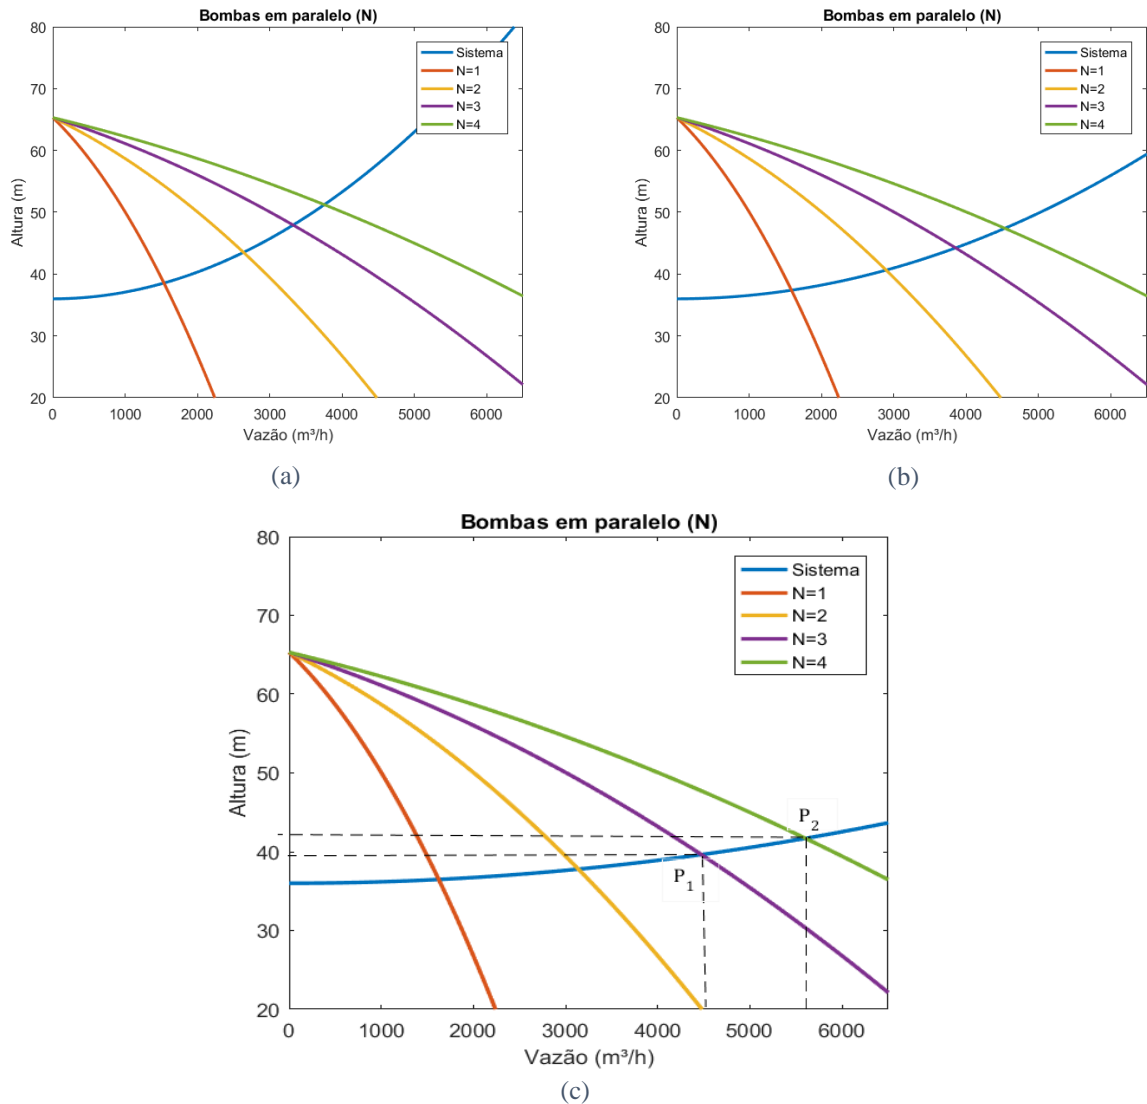 Bombas em paralelo (N)
80
70
60
50
40
30
20
Altura (m)
Sistema
N=1
N=2
N=3
N=4
0 1000 2000 3000 4000 5000 6000
Vazão (m³/h)
(a)
Bombas em paralelo (N)
80
70
60
50
40
30
20
Altura (m)
Sistema
N=1
N=2
N=3
N=4
0 1000 2000 3000 4000 5000 6000
Vazão (m³/h)
(b)
Bombas em paralelo (N)
80
70
60
50
40
30
20
Altura (m)
Sistema
N=1
N=2
N=3
N=4
P₂
P₁
0 1000 2000 3000 4000 5000 6000
Vazão (m³/h)
(c)